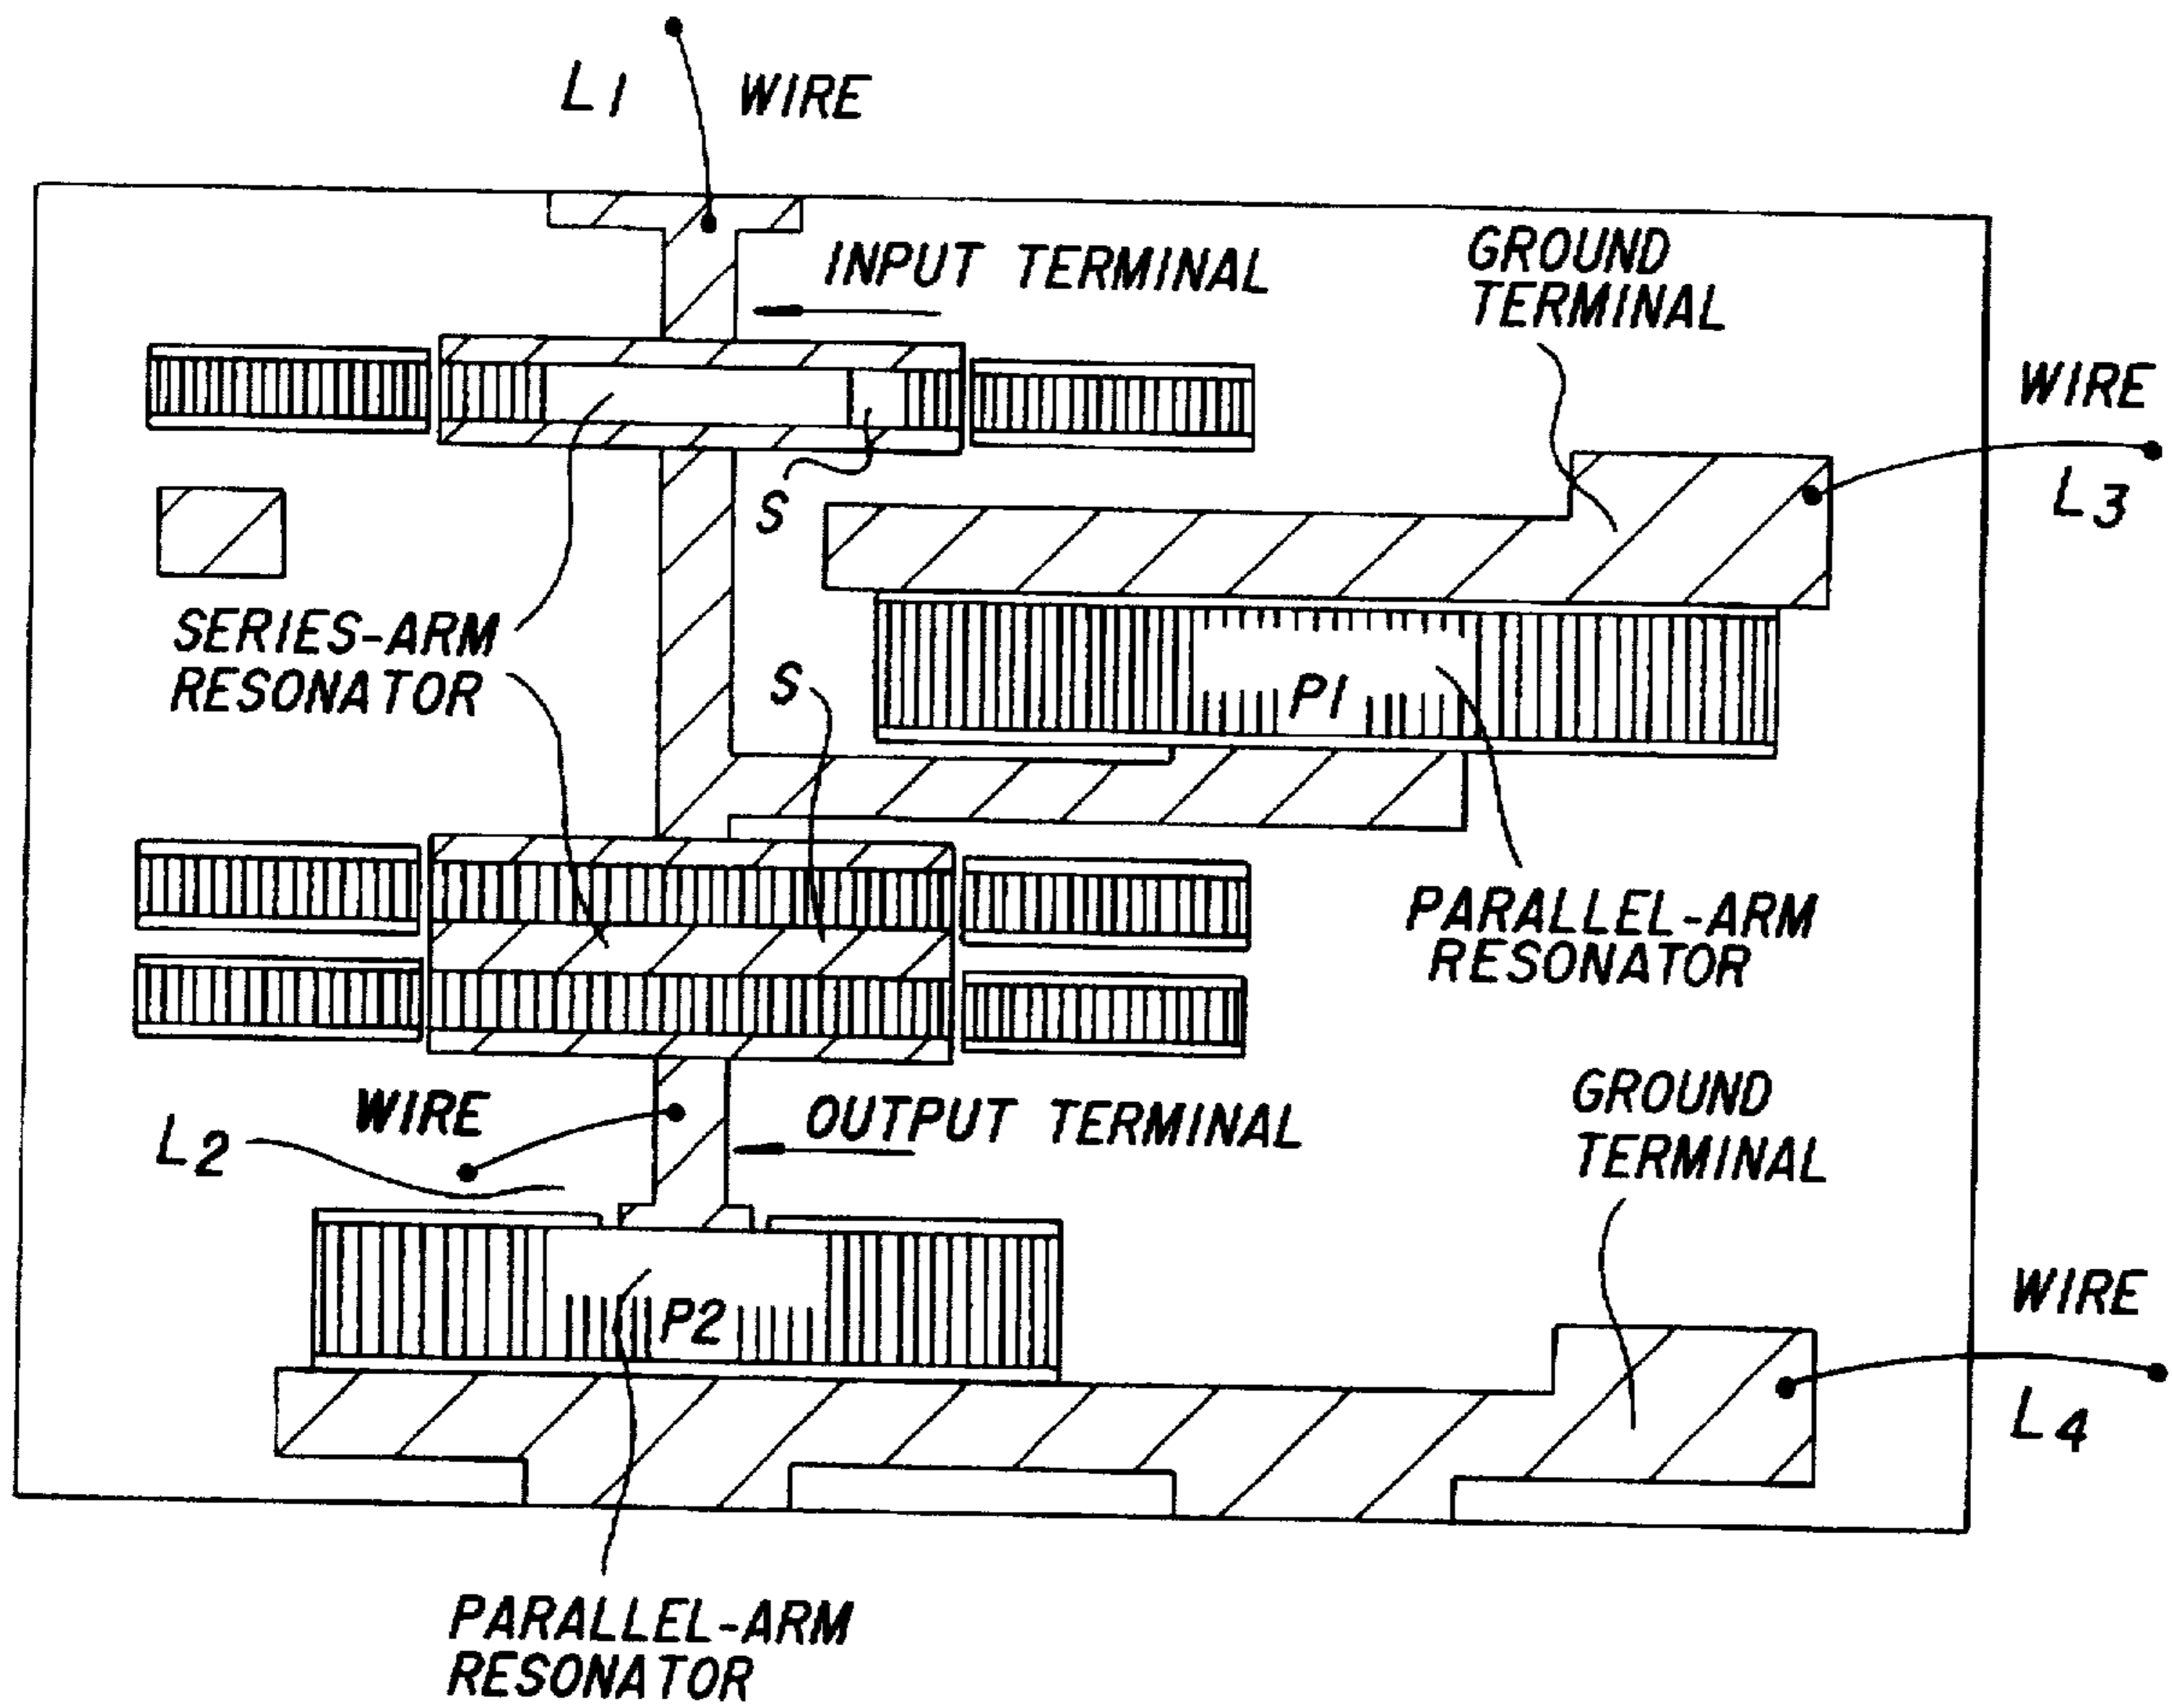 L1 WIRE
INPUT TERMINAL
GROUND
TERMINAL
WIRE
L3
S
SERIES-ARM
RESONATOR
S
P1
PARALLEL-ARM
RESONATOR
WIRE
L2
OUTPUT TERMINAL
GROUND
TERMINAL
WIRE
L4
P2
PARALLEL-ARM
RESONATOR